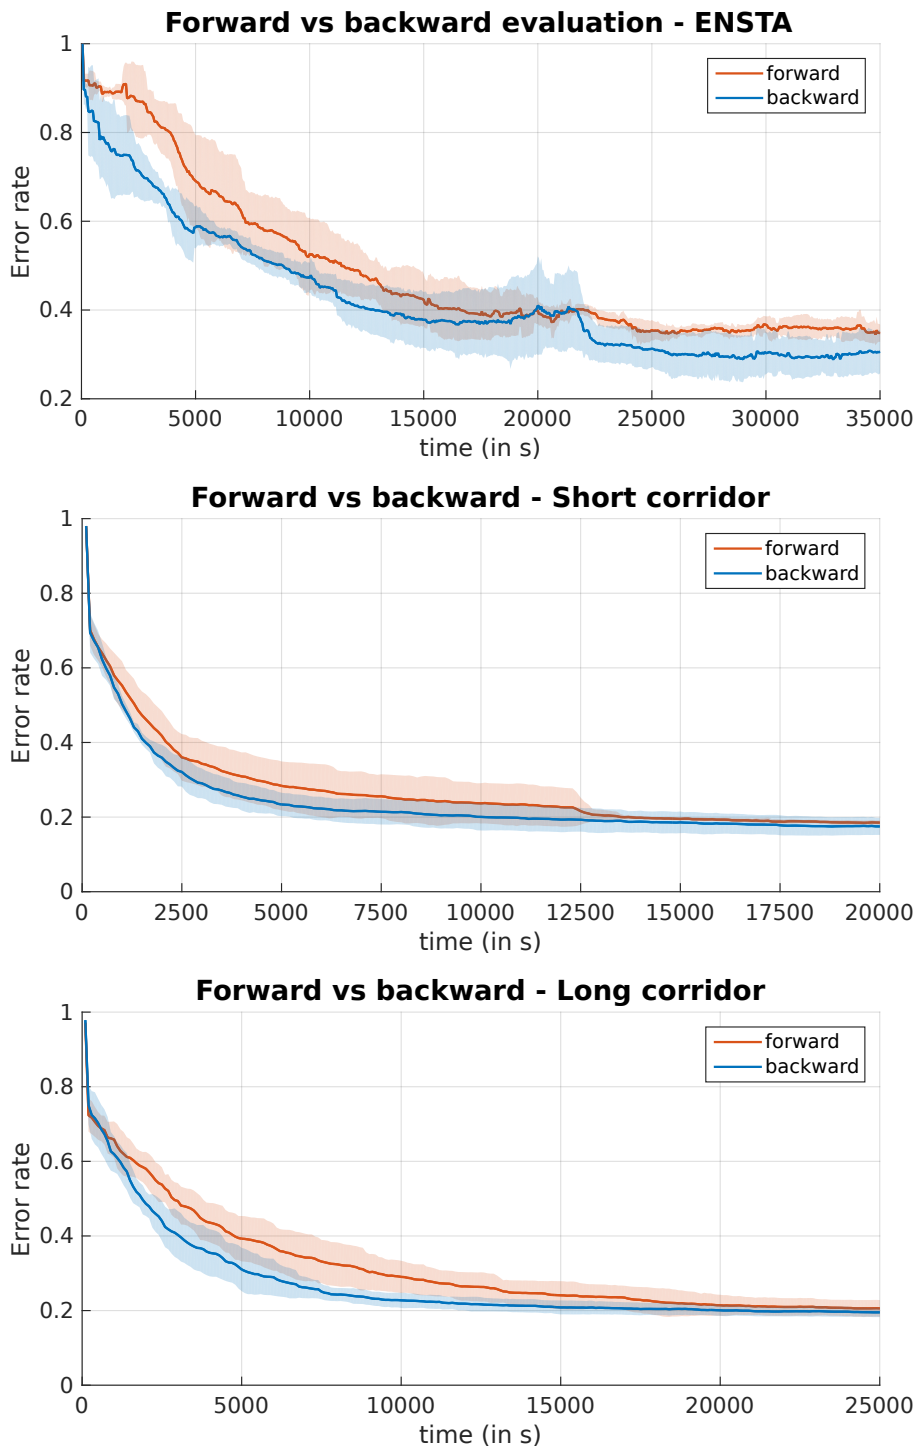 Forward vs backward evaluation - ENSTA
forward
backward
1
0.8
0.6
0.4
0.2
Error rate
0 5000 10000 15000 20000 25000 30000 35000
time (in s)
Forward vs backward - Short corridor
forward
backward
1
0.8
0.6
0.4
0.2
0
Error rate
0 2500 5000 7500 10000 12500 15000 17500 20000
time (in s)
Forward vs backward - Long corridor
forward
backward
1
0.8
0.6
0.4
0.2
0
Error rate
0 5000 10000 15000 20000 25000
time (in s)